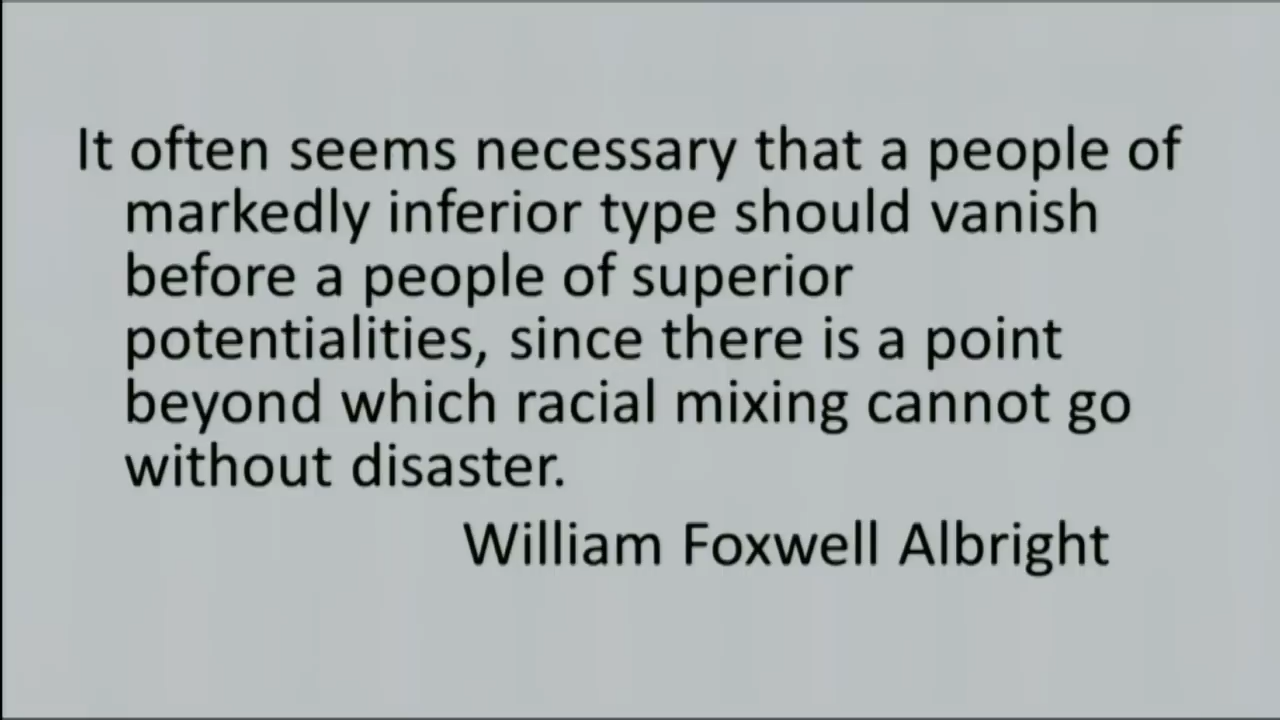 It often seems necessary that a people of
markedly inferior type should vanish
before a people of superior
potentialities, since there is a point
beyond which racial mixing cannot go
without disaster.
William Foxwell Albright